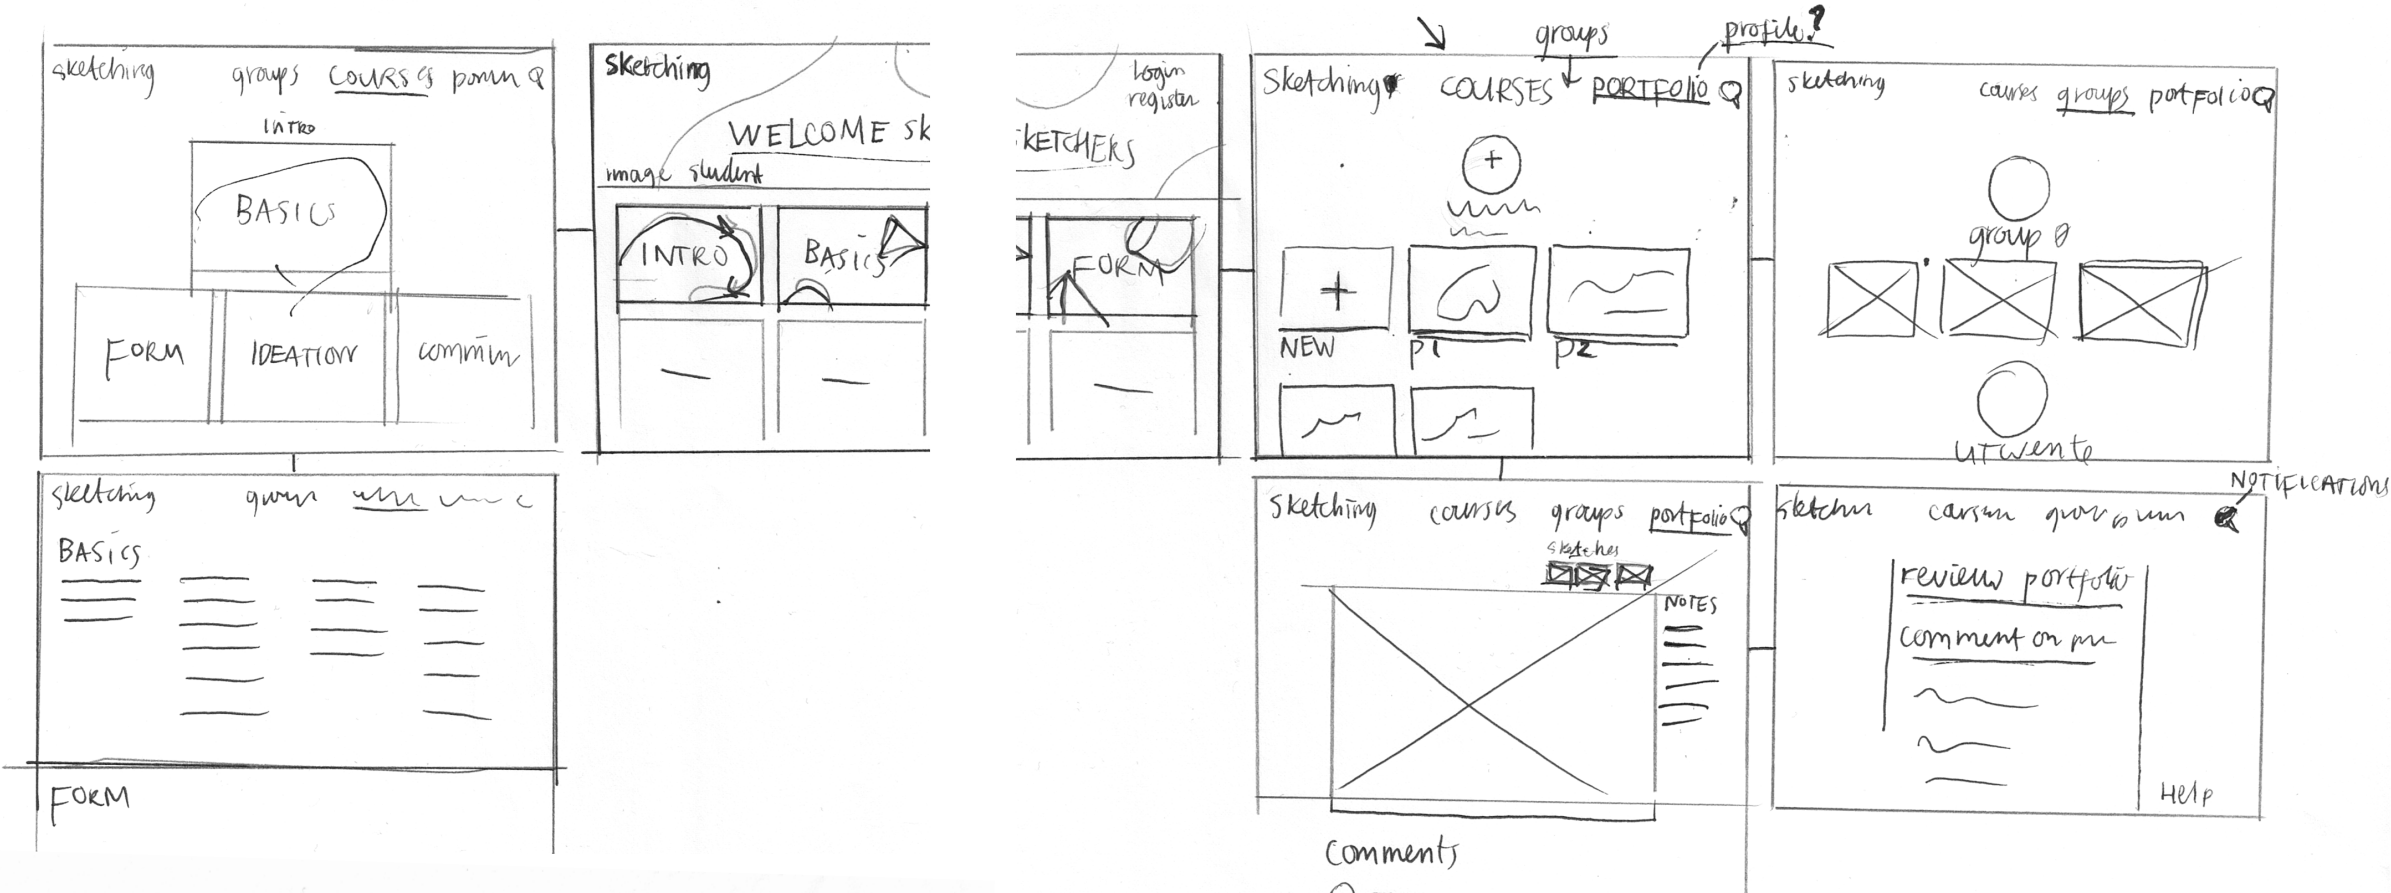 sketching groups COURSES
INTRO
BASICS
FORM IDEATION commun
sketching
BASICS
FORM
sketching
WELCOME SK
image student
INTRO BASICS
login
register
KETCHERS
FORM
groups profile?
Sketching COURSES PORTFOLIO
+
+
NEW P1 P2
sketching courses groups portfolio
group
UTwente
Sketching courses groups portfolio
sketches
NOTES
Comments
NOTIFICATIONS
review portfolio
comment on
Help